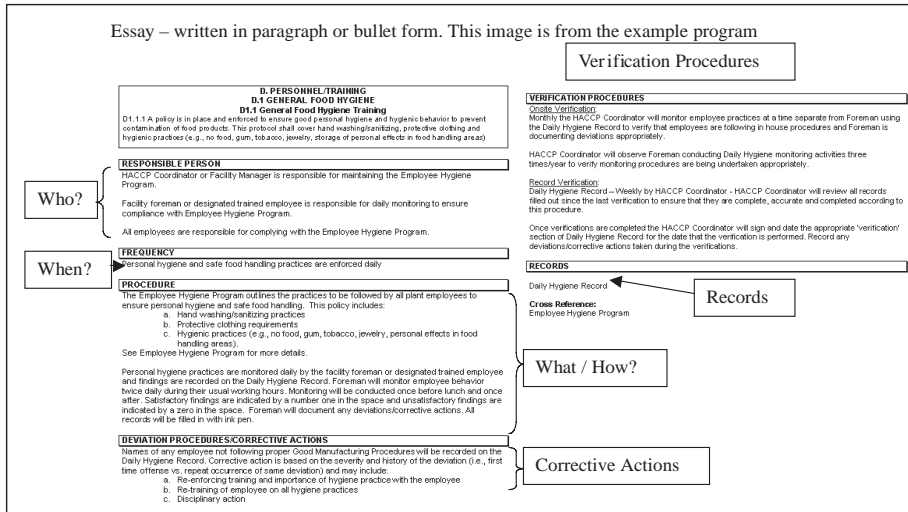 Essay – written in paragraph or bullet form. This image is from the example program
Verification Procedures
D. PERSONNEL/TRAINING
D.1 GENERAL FOOD HYGIENE
D1.1 General Food Hygiene Training
D1.1.1 A policy is in place and enforced to ensure good personal hygiene and hygienic behavior to prevent
contamination of food products. This protocol shall cover hand washing/sanitizing, protective clothing and
hygienic practices (e.g., no food, gum, tobacco, jewelry, storage of personal effects in food handling areas)
Who?
RESPONSIBLE PERSON
HACCP Coordinator or Facility Manager is responsible for maintaining the Employee Hygiene
Program.
Facility foreman or designated trained employee is responsible for daily monitoring to ensure
compliance with Employee Hygiene Program.
All employees are responsible for complying with the Employee Hygiene Program.
When?
FREQUENCY
Personal hygiene and safe food handling practices are enforced daily
PROCEDURE
The Employee Hygiene Program outlines the practices to be followed by all plant employees to
ensure personal hygiene and safe food handling. This policy includes:
a. Hand washing/sanitizing practices
b. Protective clothing requirements
c. Hygienic practices (e.g., no food, gum, tobacco, jewelry, personal effects in food
handling areas).
See Employee Hygiene Program for more details.
Personal hygiene practices are monitored daily by the facility foreman or designated trained employee
and findings are recorded on the Daily Hygiene Record. Foreman will monitor employee behavior
twice daily during their usual working hours. Monitoring will be conducted once before lunch and once
after. Satisfactory findings are indicated by a number one in the space and unsatisfactory findings are
indicated by a zero in the space. Foreman will document any deviations/corrective actions. All
records will be filled in with ink pen.
What / How?
DEVIATION PROCEDURES/CORRECTIVE ACTIONS
Names of any employee not following proper Good Manufacturing Procedures will be recorded on the
Daily Hygiene Record. Corrective action is based on the severity and history of the deviation (i.e., first
time offense vs. repeat occurrence of same deviation) and may include:
a. Re-enforcing training and importance of hygiene practice with the employee
b. Re-training of employee on all hygiene practices
c. Disciplinary action
Corrective Actions
VERIFICATION PROCEDURES
Onsite Verification:
Monthly the HACCP Coordinator will monitor employee practices at a time separate from Foreman using
the Daily Hygiene Record to verify that employees are following in house procedures and Foreman is
documenting deviations appropriately.
HACCP Coordinator will observe Foreman conducting Daily Hygiene monitoring activities three
times/year to verify monitoring procedures are being undertaken appropriately.
Record Verification:
Daily Hygiene Record – Weekly by HACCP Coordinator - HACCP Coordinator will review all records
filled out since the last verification to ensure that they are complete, accurate and completed according to
this procedure.
Once verifications are completed the HACCP Coordinator will sign and date the appropriate 'verification'
section of Daily Hygiene Record for the date that the verification is performed. Record any
deviations/corrective actions taken during the verifications.
RECORDS
Daily Hygiene Record
Cross Reference:
Employee Hygiene Program
Records